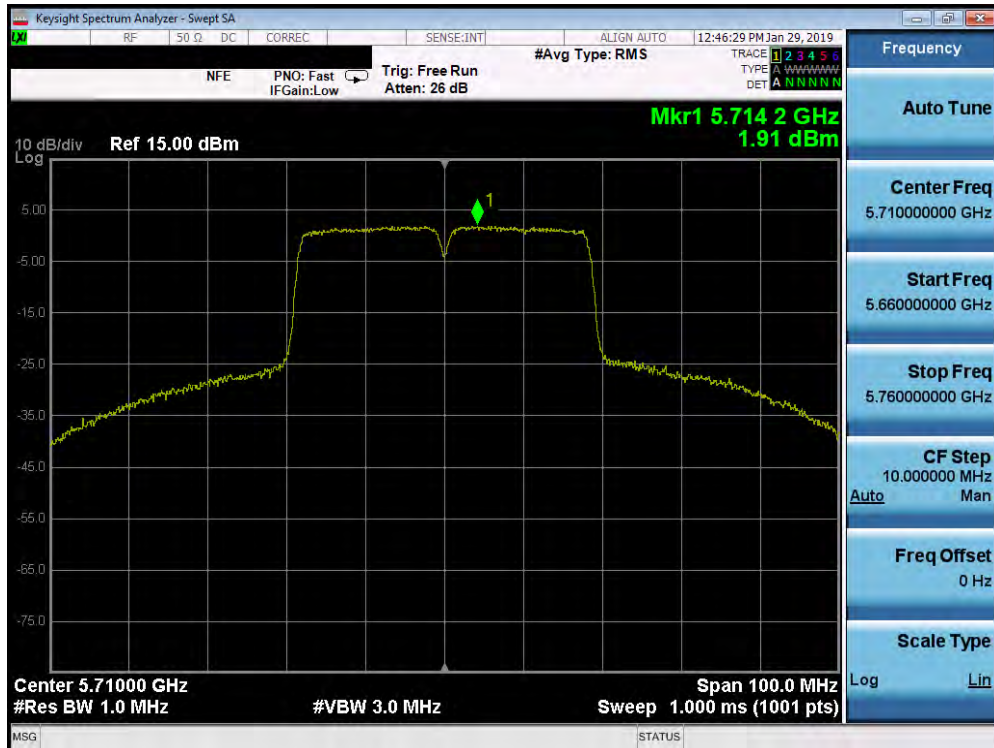 Keysight Spectrum Analyzer - Swept SA
LXI RF 50 Ω DC CORREC SENSE:INT ALIGN AUTO 12:46:29 PM Jan 29, 2019
#Avg Type: RMS TRACE 1 2 3 4 5 6
NFE PNO: Fast Trig: Free Run TYPE A WWWWW
IFGain:Low Atten: 26 dB DET A N N N N N
Mkr1 5.714 2 GHz
1.91 dBm
10 dB/div Ref 15.00 dBm
Log
1
5.00
-5.00
-15.0
-25.0
-35.0
-45.0
-55.0
-65.0
-75.0
Center 5.71000 GHz Span 100.0 MHz
#Res BW 1.0 MHz #VBW 3.0 MHz Sweep 1.000 ms (1001 pts)
MSG STATUS
Frequency
Auto Tune
Center Freq
5.710000000 GHz
Start Freq
5.660000000 GHz
Stop Freq
5.760000000 GHz
CF Step
10.000000 MHz
Auto Man
Freq Offset
0 Hz
Scale Type
Log Lin